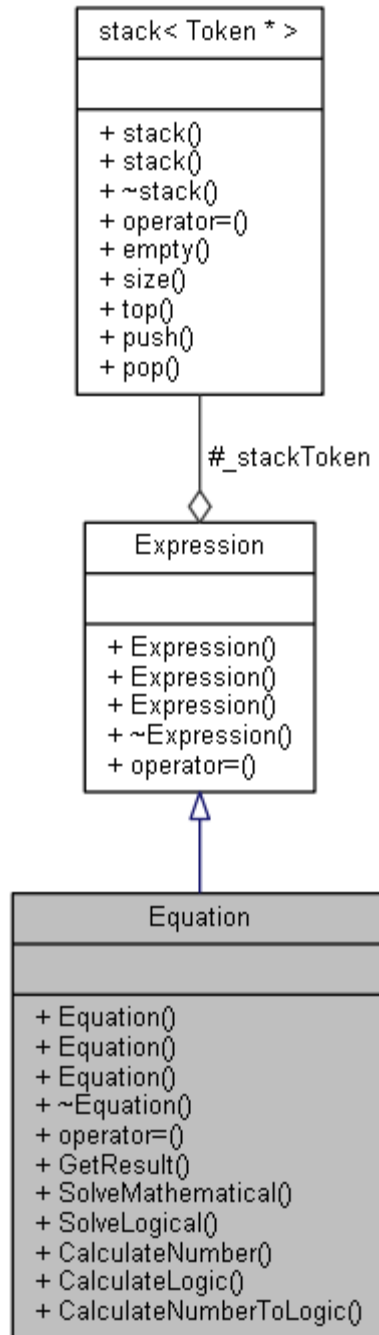 stack< Token * >
+ stack()
+ stack()
+ ~stack()
+ operator=()
+ empty()
+ size()
+ top()
+ push()
+ pop()
#_stackToken
Expression
+ Expression()
+ Expression()
+ Expression()
+ ~Expression()
+ operator=()
Equation
+ Equation()
+ Equation()
+ Equation()
+ ~Equation()
+ operator=()
+ GetResult()
+ SolveMathematical()
+ SolveLogical()
+ CalculateNumber()
+ CalculateLogic()
+ CalculateNumberToLogic()